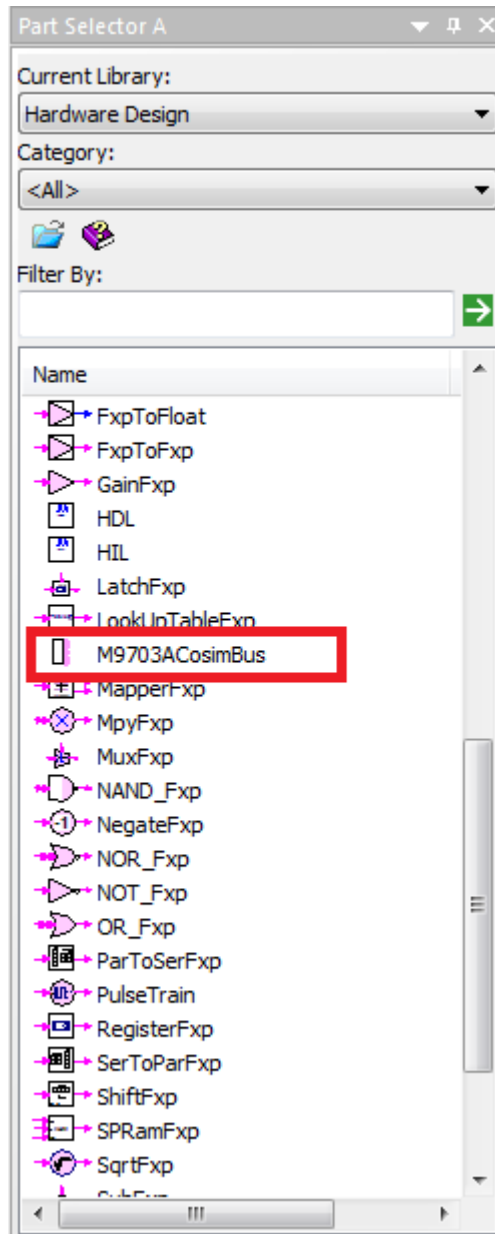 Part Selector A
Current Library:
Hardware Design
Category:
<All>
Filter By:
Name
FxpToFloat
FxpToFxp
GainFxp
HDL
HIL
LatchFxp
LookUpTableFxp
M9703ACosimBus
MapperFxp
MpyFxp
MuxFxp
NAND_Fxp
NegateFxp
NOR_Fxp
NOT_Fxp
OR_Fxp
ParToSerFxp
PulseTrain
RegisterFxp
SerToParFxp
ShiftFxp
SPRamFxp
SqrtFxp